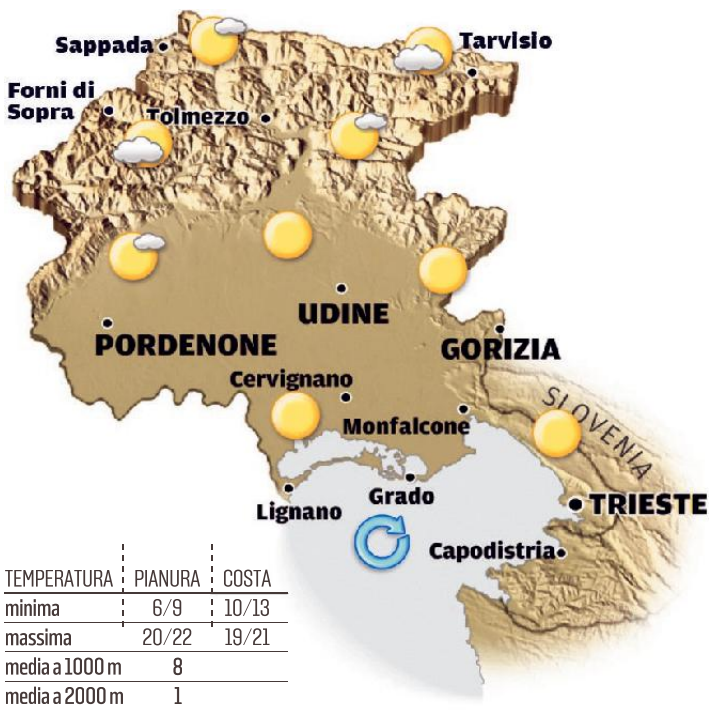 Sappada
Tarvisio
Forni di
Sopra
Tolmezzo
UDINE
PORDENONE
GORIZIA
Cervignano
SLOVENIA
Monfalcone
Grado
Lignano
TRIESTE
Capodistria
TEMPERATURA PIANURA COSTA
minima 6/9 10/13
massima 20/22 19/21
media a 1000 m 8
media a 2000 m 1